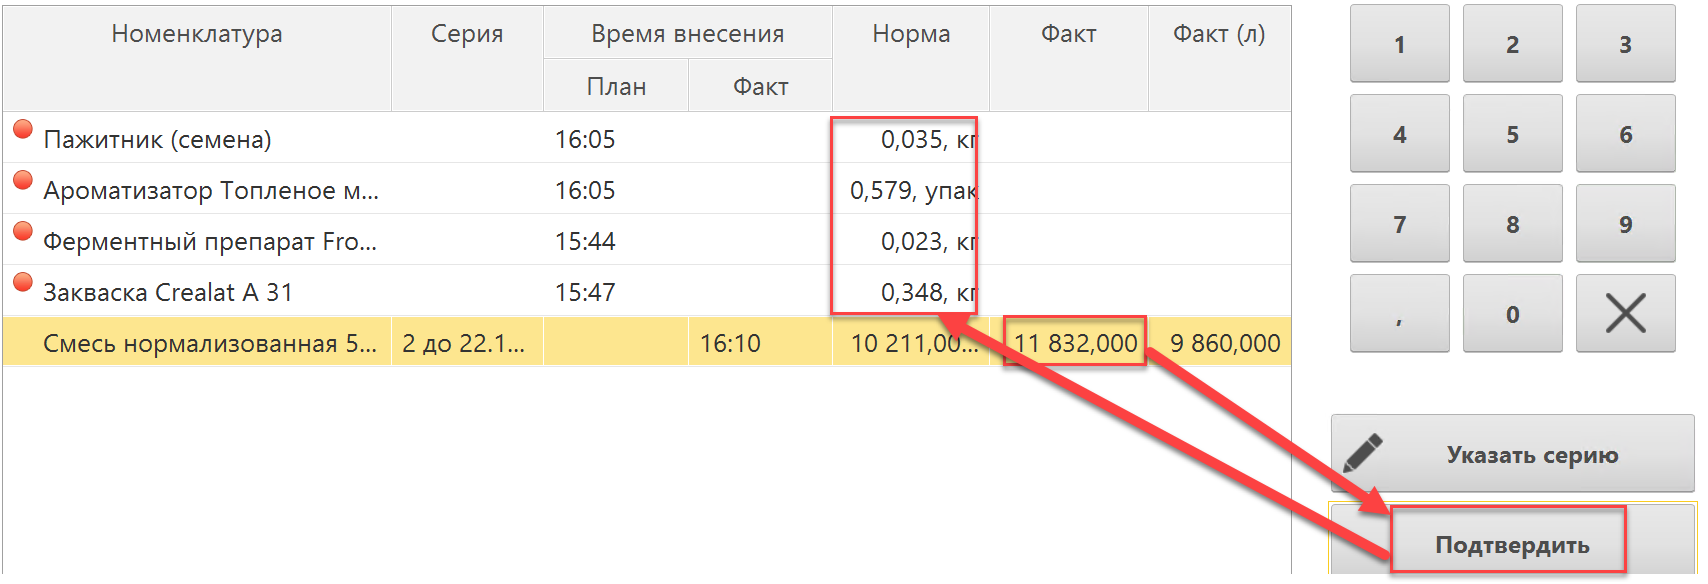 Номенклатура Серия Время внесения Норма Факт Факт (л)
План Факт
Пажитник (семена) 16:05 0,035, кг
Ароматизатор Топленое м... 16:05 0,579, упак
Ферментный препарат Fro... 15:44 0,023, кг
Закваска Crealat A 31 15:47 0,348, кг
Смесь нормализованная 5... 2 до 22.1... 16:10 10 211,00... 11 832,000 9 860,000
1 2 3
4 5 6
7 8 9
, 0
Указать серию
Подтвердить